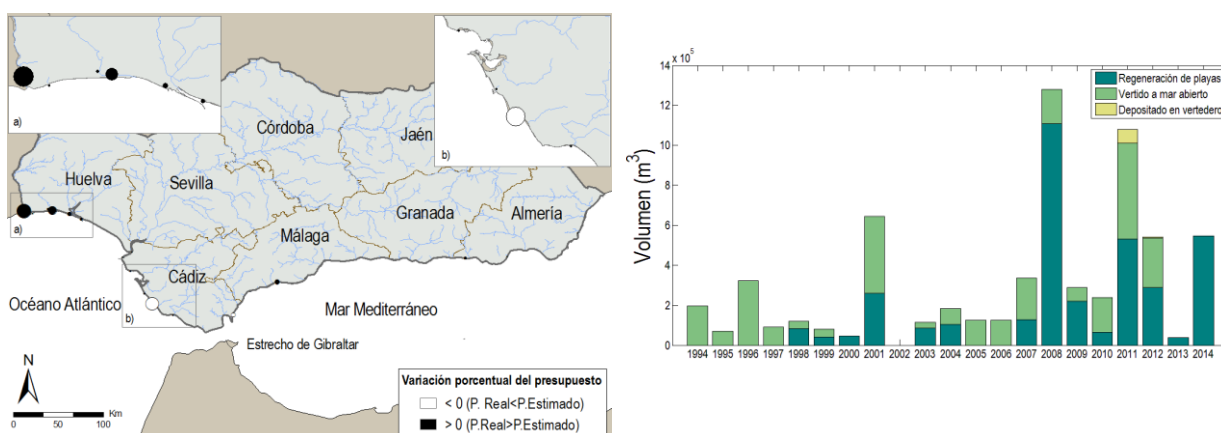 a)
b)
Córdoba
Jaén
Huelva
Sevilla
Granada
Almería
Málaga
a)
Cádiz
Océano Atlántico
b)
Mar Mediterráneo
Estrecho de Gibraltar
N
0 50 100 Km
Variación porcentual del presupuesto
< 0 (P. Real<P.Estimado)
> 0 (P.Real>P.Estimado)
x 10^5
14
12
10
8
6
4
2
0
Volumen (m^3)
Regeneración de playas
Vertido a mar abierto
Depositado en vertedero
1994 1995 1996 1997 1998 1999 2000 2001 2002 2003 2004 2005 2006 2007 2008 2009 2010 2011 2012 2013 2014